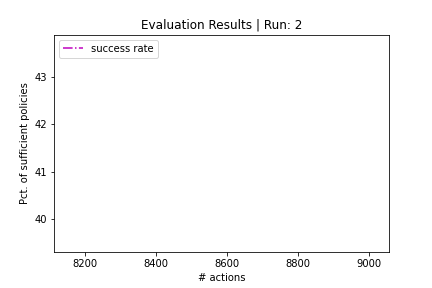 Evaluation Results | Run: 2
success rate
Pct. of sufficient policies
43
42
41
40
8200 8400 8600 8800 9000
# actions